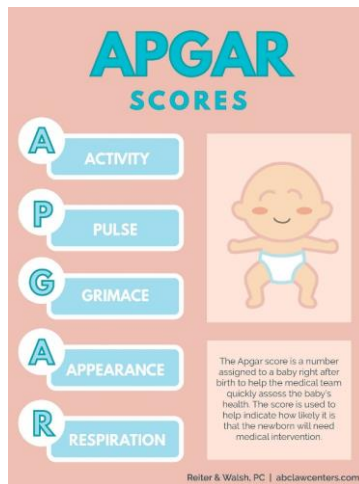 APGAR
SCORES
A
ACTIVITY
P
PULSE
G
GRIMACE
A
APPEARANCE
R
RESPIRATION
The Apgar score is a number
assigned to a baby right after
birth to help the medical team
quickly assess the baby's
health. The score is used to
help indicate how likely it is
that the newborn will need
medical intervention.
Reiter & Walsh, PC | abclawcenters.com